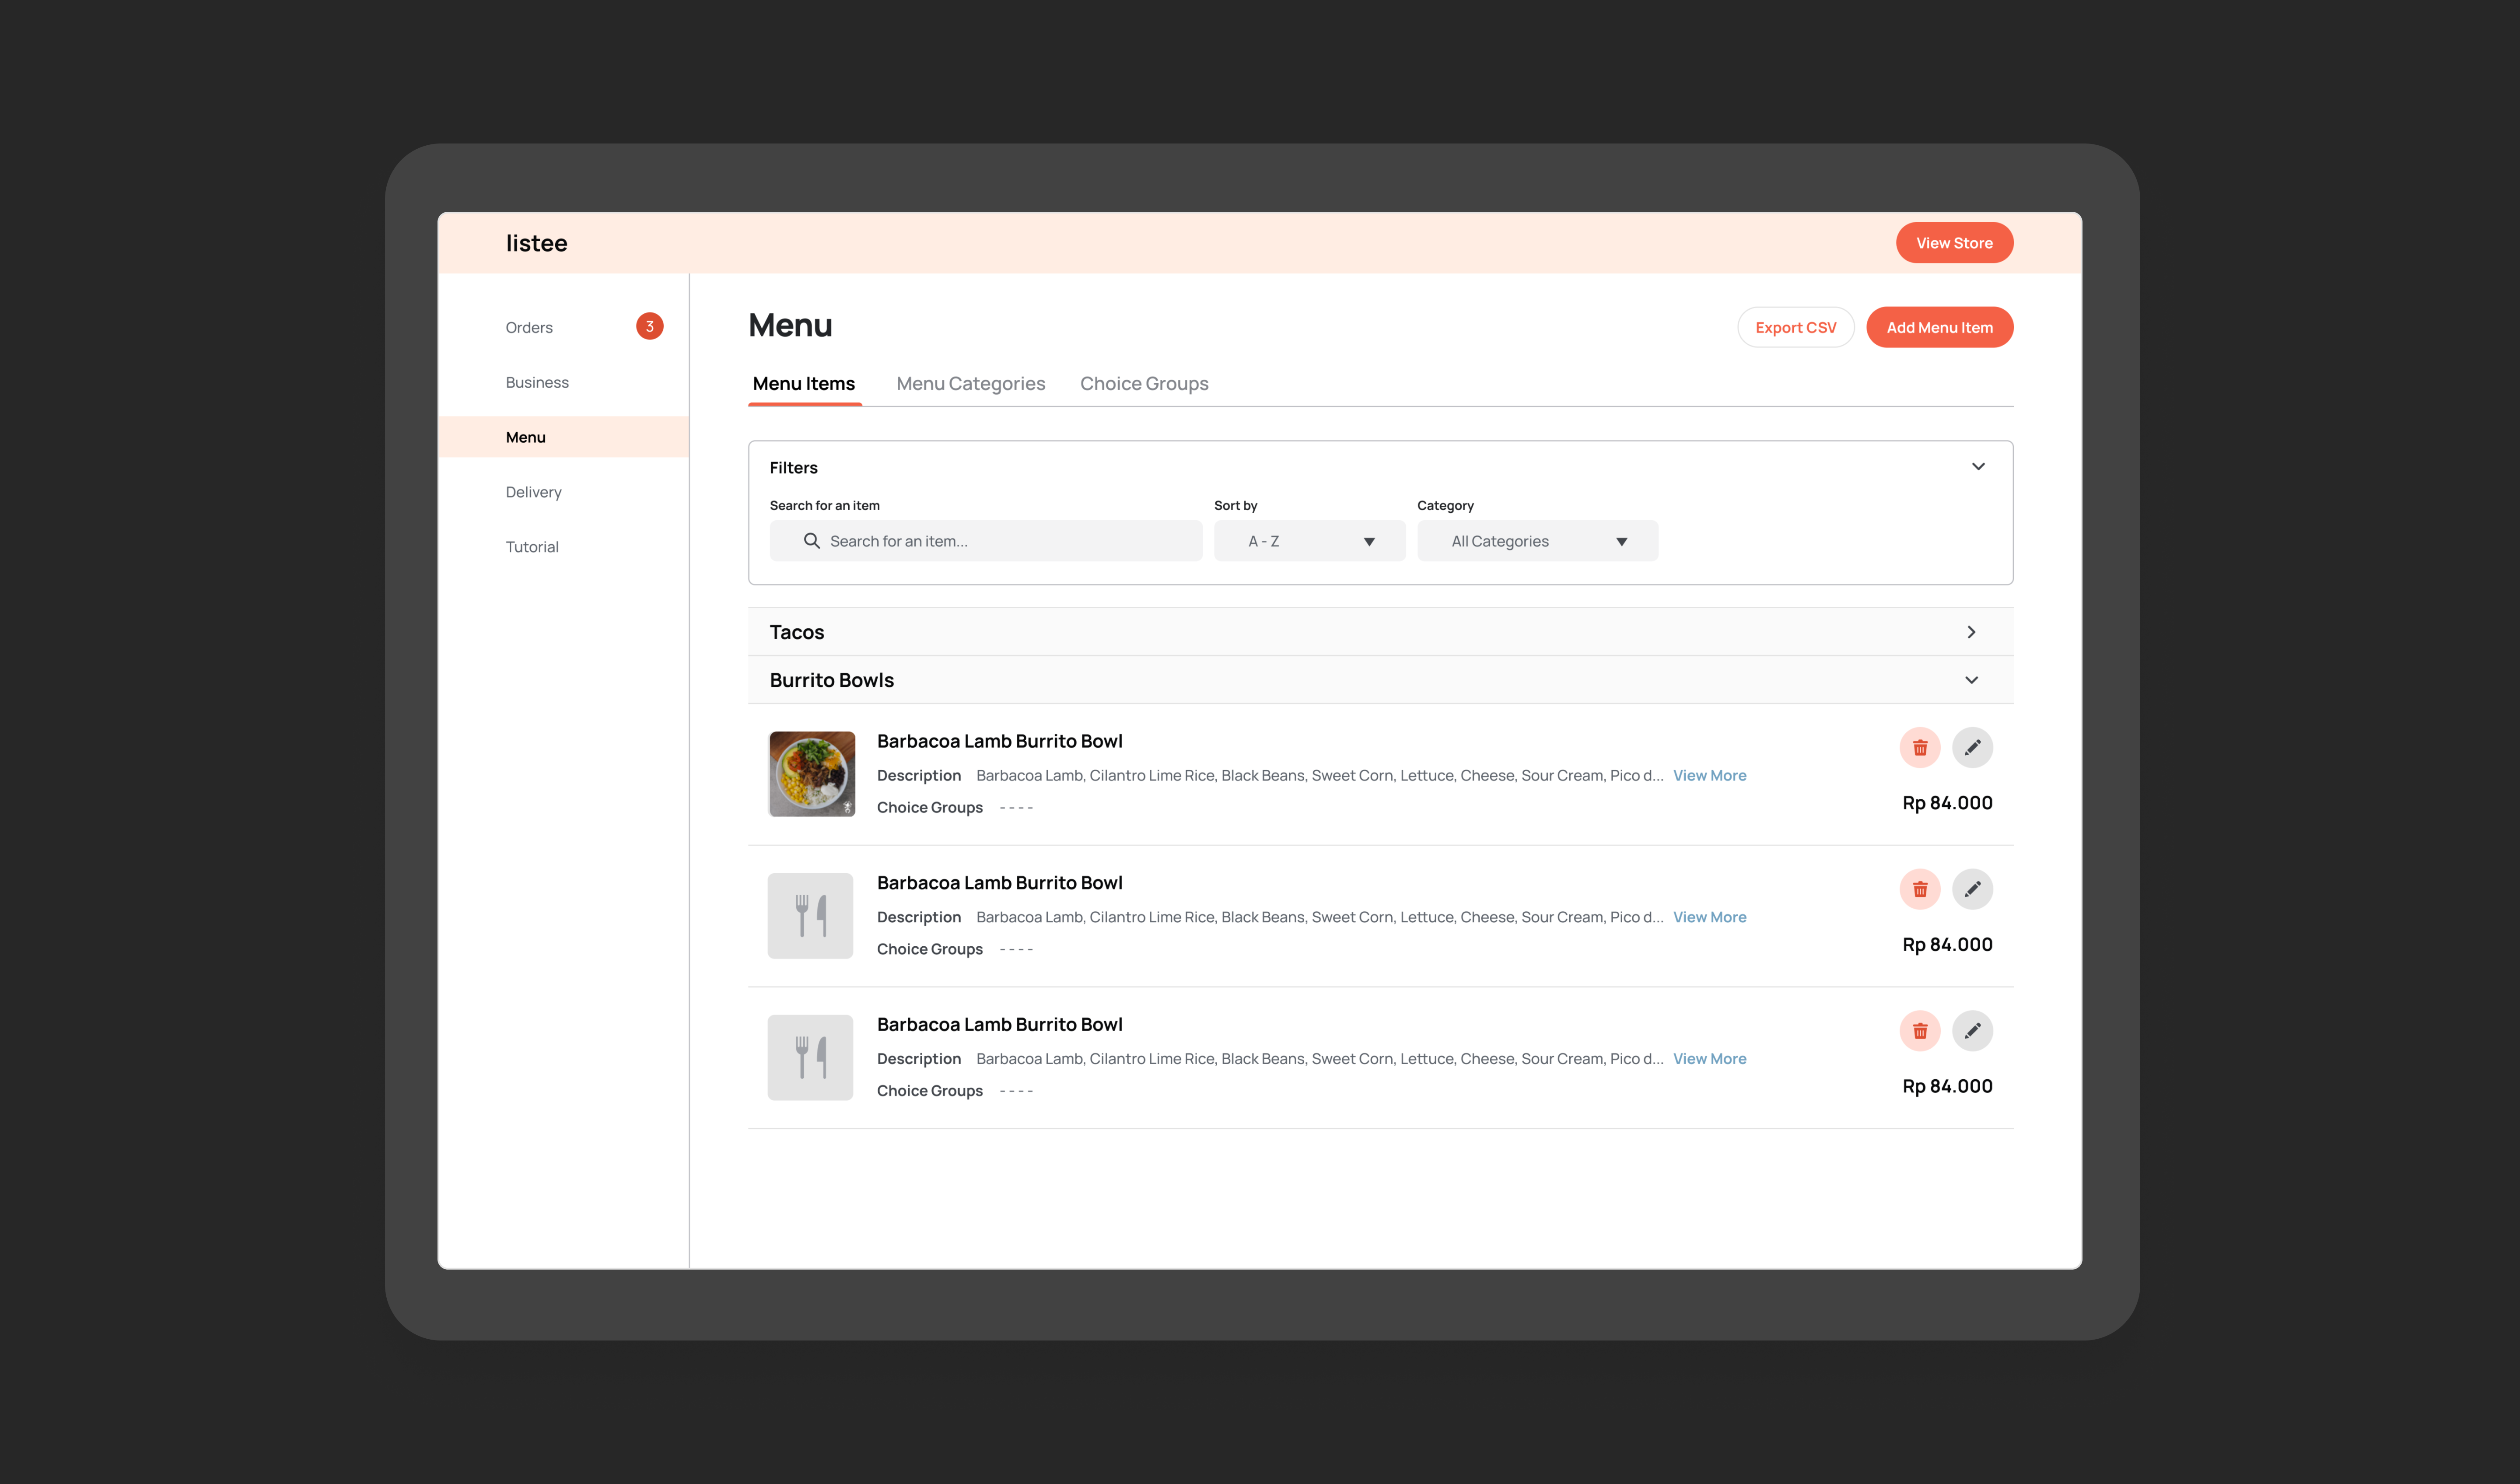 listee
View Store
Orders 3
Business
Menu
Delivery
Tutorial
Menu
Export CSV
Add Menu Item
Menu Items Menu Categories Choice Groups
Filters
Search for an item
Sort by
Category
Search for an item...
A - Z
All Categories
Tacos
Burrito Bowls
Barbacoa Lamb Burrito Bowl
Description Barbacoa Lamb, Cilantro Lime Rice, Black Beans, Sweet Corn, Lettuce, Cheese, Sour Cream, Pico d... View More
Choice Groups ----
Rp 84.000
Barbacoa Lamb Burrito Bowl
Description Barbacoa Lamb, Cilantro Lime Rice, Black Beans, Sweet Corn, Lettuce, Cheese, Sour Cream, Pico d... View More
Choice Groups ----
Rp 84.000
Barbacoa Lamb Burrito Bowl
Description Barbacoa Lamb, Cilantro Lime Rice, Black Beans, Sweet Corn, Lettuce, Cheese, Sour Cream, Pico d... View More
Choice Groups ----
Rp 84.000